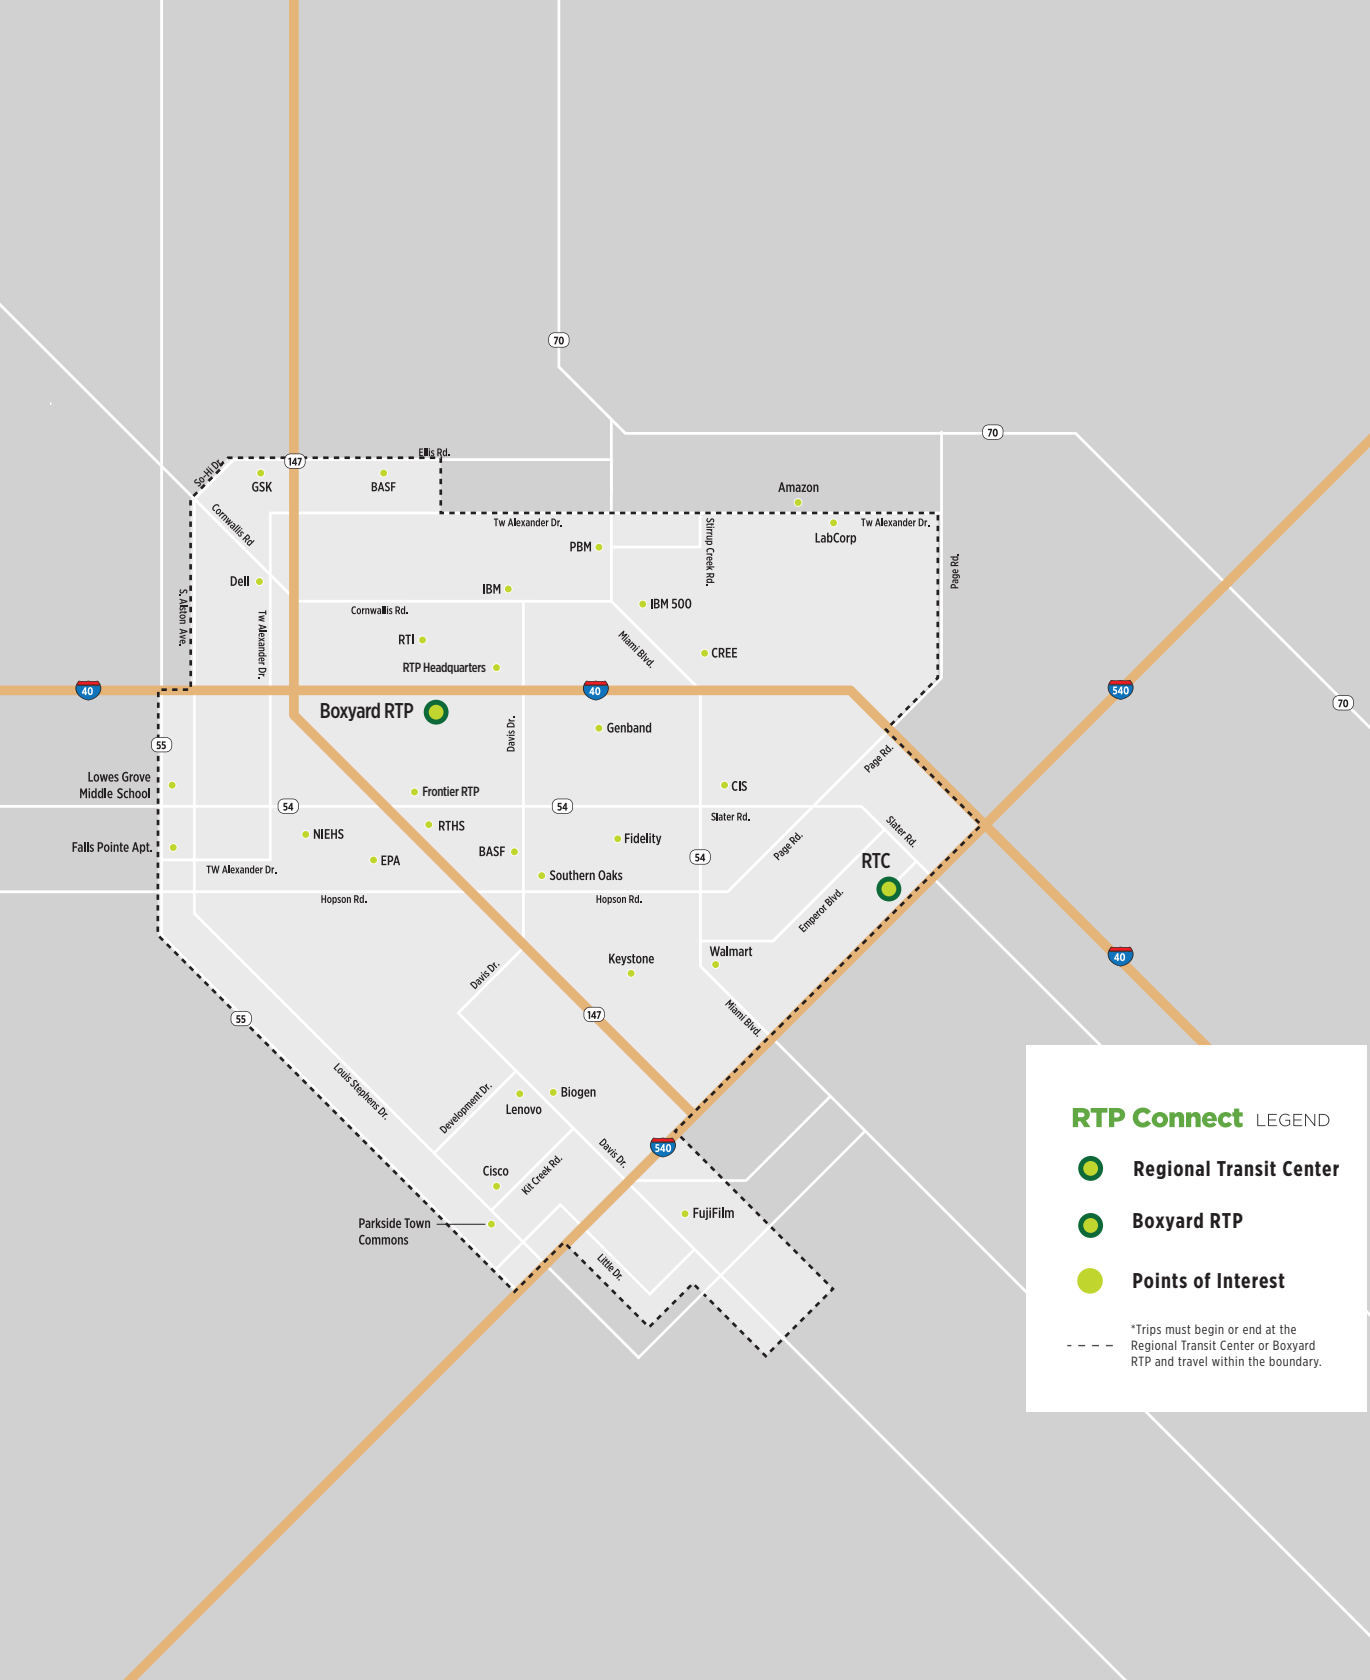 70
70
Ellis Rd.
147
So-Hi Dr.
GSK
BASF
Amazon
Cornwallis Rd
Tw Alexander Dr.
Stirrup Creek Rd.
Tw Alexander Dr.
LabCorp
PBM
Page Rd.
Dell
IBM
IBM 500
S. Alston Ave.
Tw Alexander Dr.
Cornwallis Rd.
RTI
Miami Blvd.
CREE
RTP Headquarters
40
40
540
70
Boxyard RTP
Davis Dr.
Genband
55
Page Rd.
Lowes Grove
Middle School
Frontier RTP
CIS
54
54
Slater Rd.
Slater Rd.
NIEHS
RTHS
Fidelity
Page Rd.
Falls Pointe Apt.
BASF
54
EPA
RTC
TW Alexander Dr.
Southern Oaks
Hopson Rd.
Hopson Rd.
Emperor Blvd.
Walmart
Keystone
40
Davis Dr.
55
147
Miami Blvd.
Louis Stephens Dr.
Development Dr.
Biogen
Lenovo
540
Davis Dr.
Cisco
Kit Creek Rd.
Parkside Town
Commons
FujiFilm
Little Dr.
RTP Connect LEGEND
Regional Transit Center
Boxyard RTP
Points of Interest
*Trips must begin or end at the
Regional Transit Center or Boxyard
RTP and travel within the boundary.